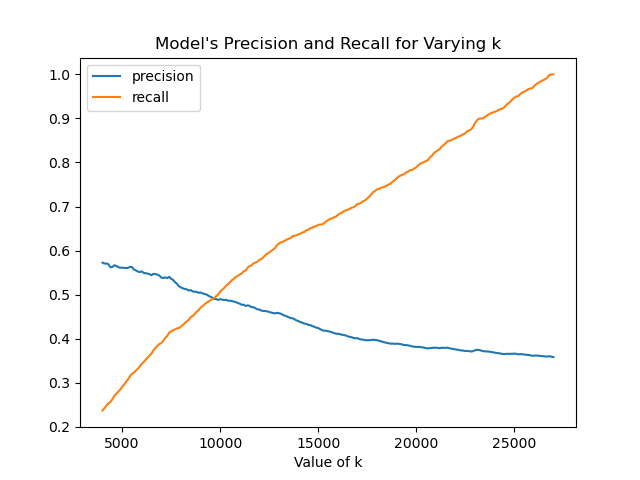 Model's Precision and Recall for Varying k
precision
recall
1.0
0.9
0.8
0.7
0.6
0.5
0.4
0.3
0.2
5000 10000 15000 20000 25000
Value of k